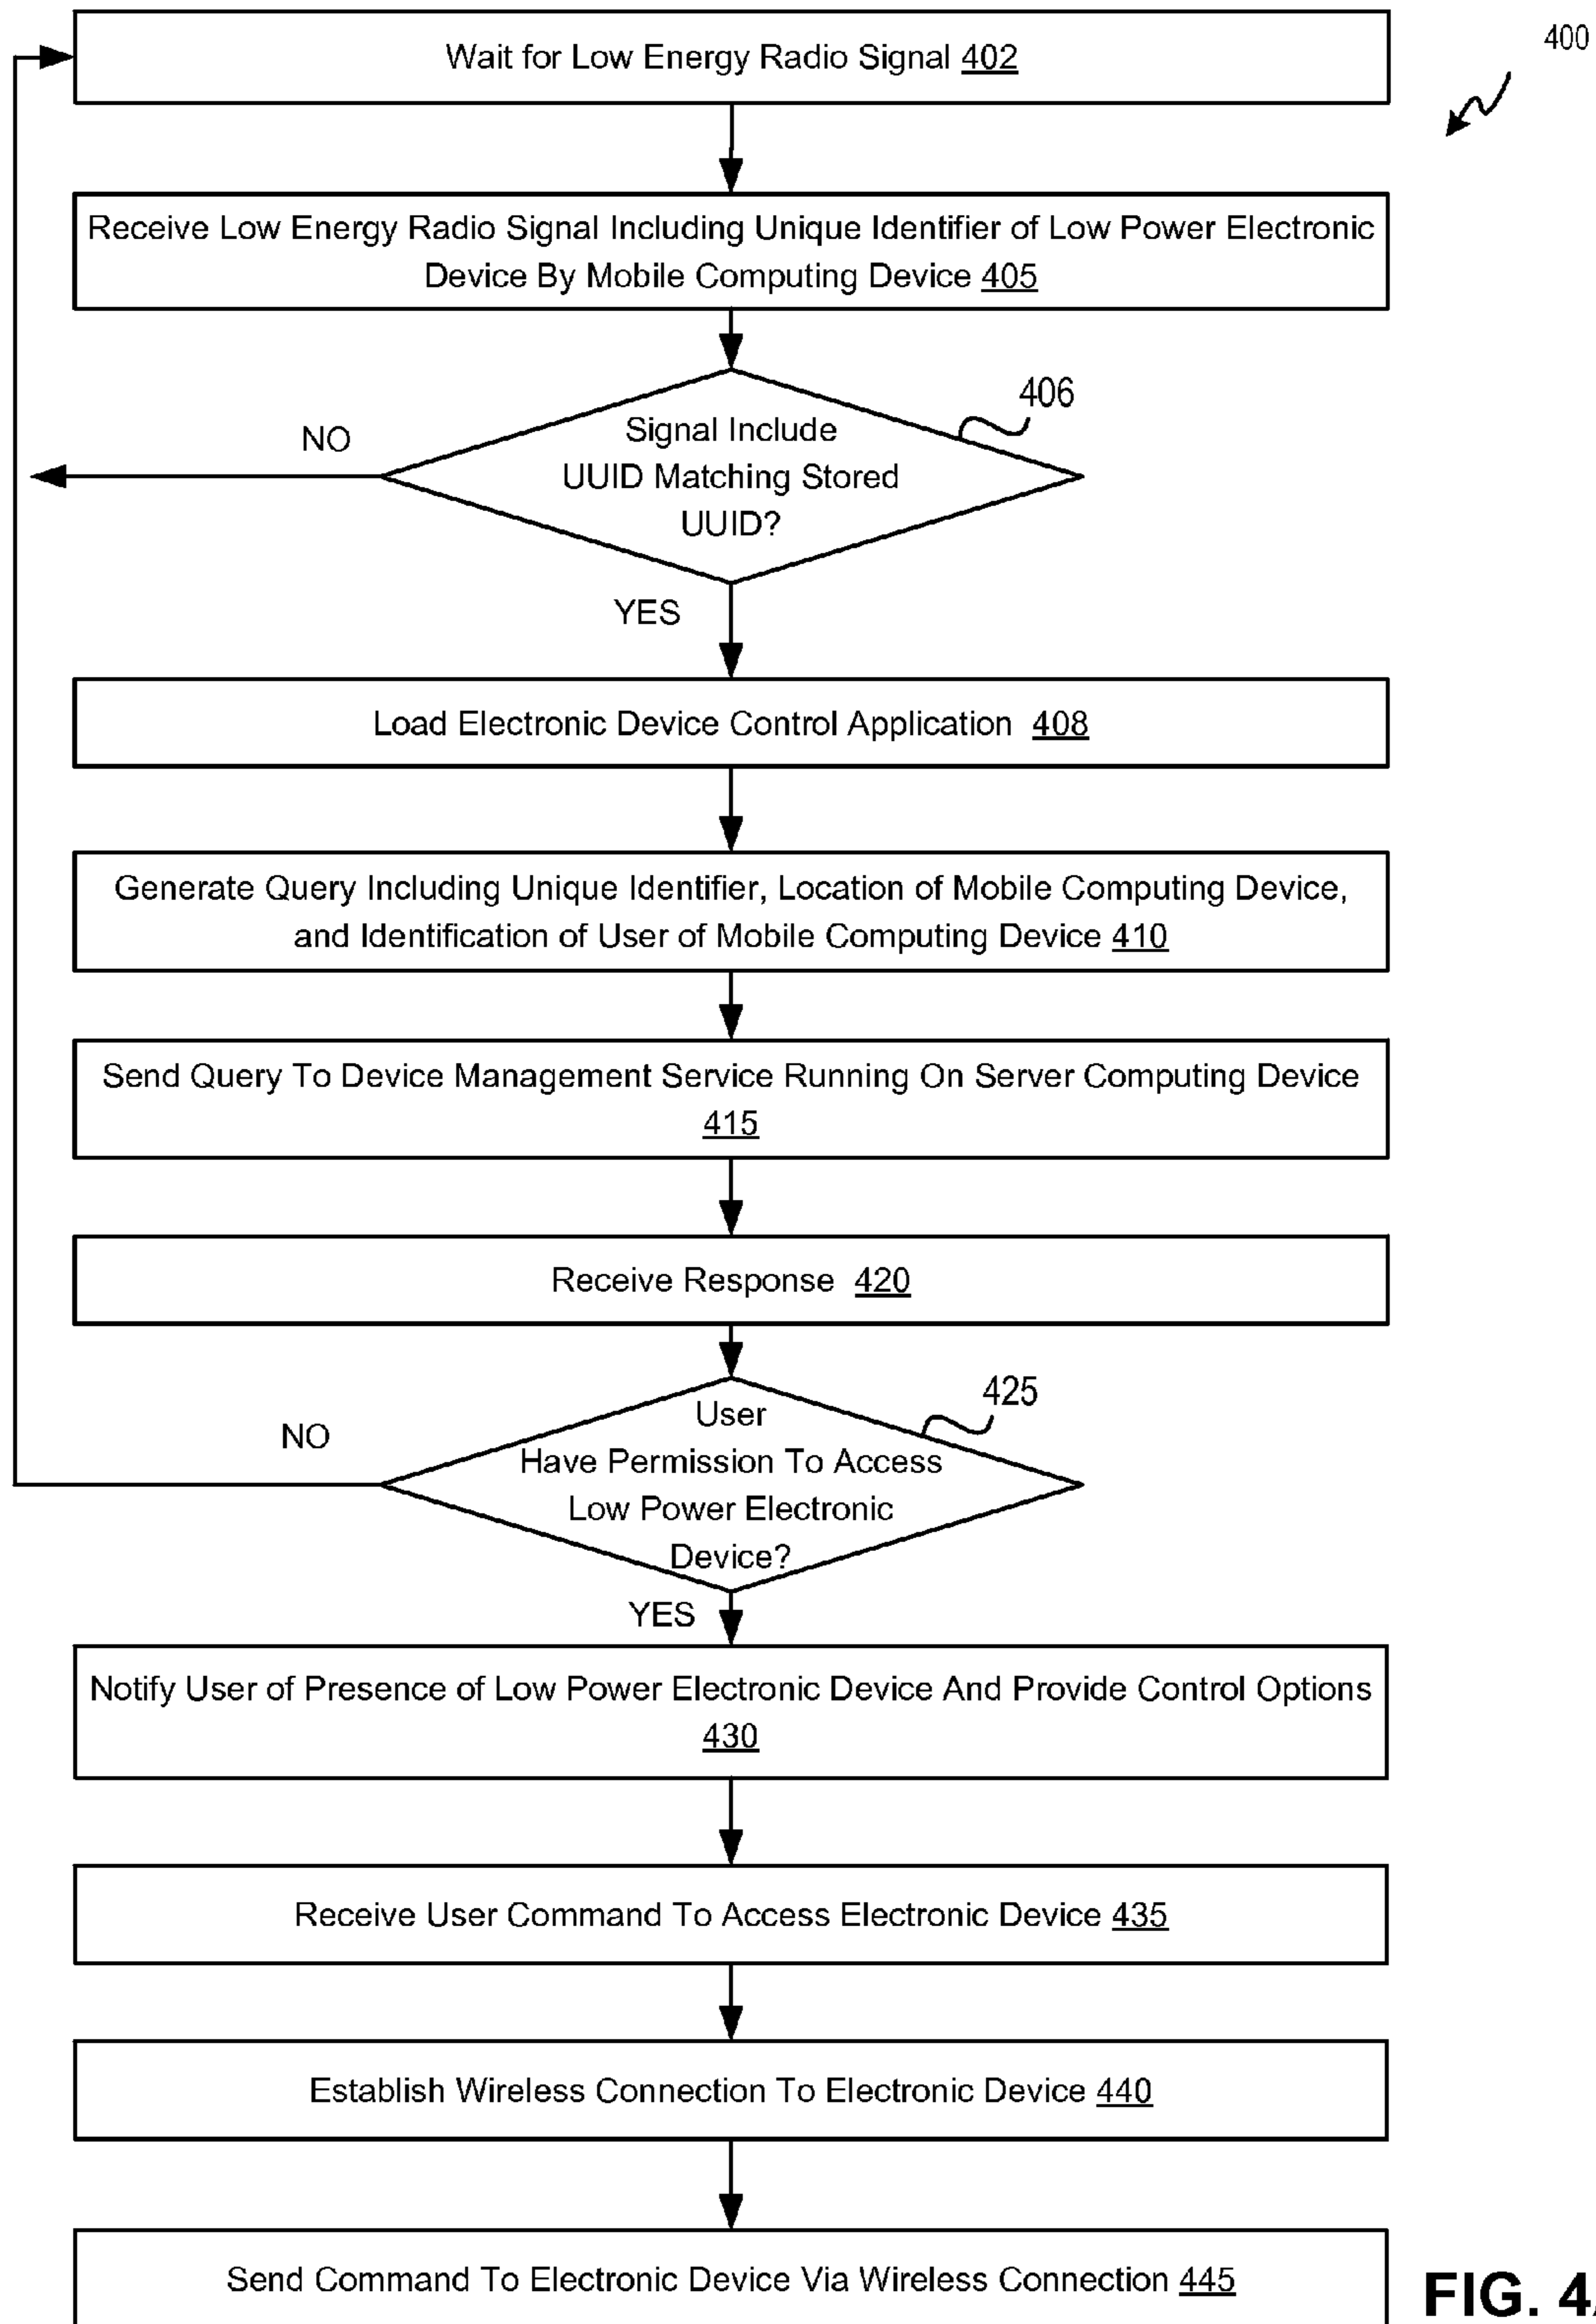 400
Wait for Low Energy Radio Signal 402
Receive Low Energy Radio Signal Including Unique Identifier of Low Power Electronic
Device By Mobile Computing Device 405
406
NO
Signal Include
UUID Matching Stored
UUID?
YES
Load Electronic Device Control Application 408
Generate Query Including Unique Identifier, Location of Mobile Computing Device,
and Identification of User of Mobile Computing Device 410
Send Query To Device Management Service Running On Server Computing Device
415
Receive Response 420
425
NO
User
Have Permission To Access
Low Power Electronic
Device?
YES
Notify User of Presence of Low Power Electronic Device And Provide Control Options
430
Receive User Command To Access Electronic Device 435
Establish Wireless Connection To Electronic Device 440
Send Command To Electronic Device Via Wireless Connection 445
FIG. 4